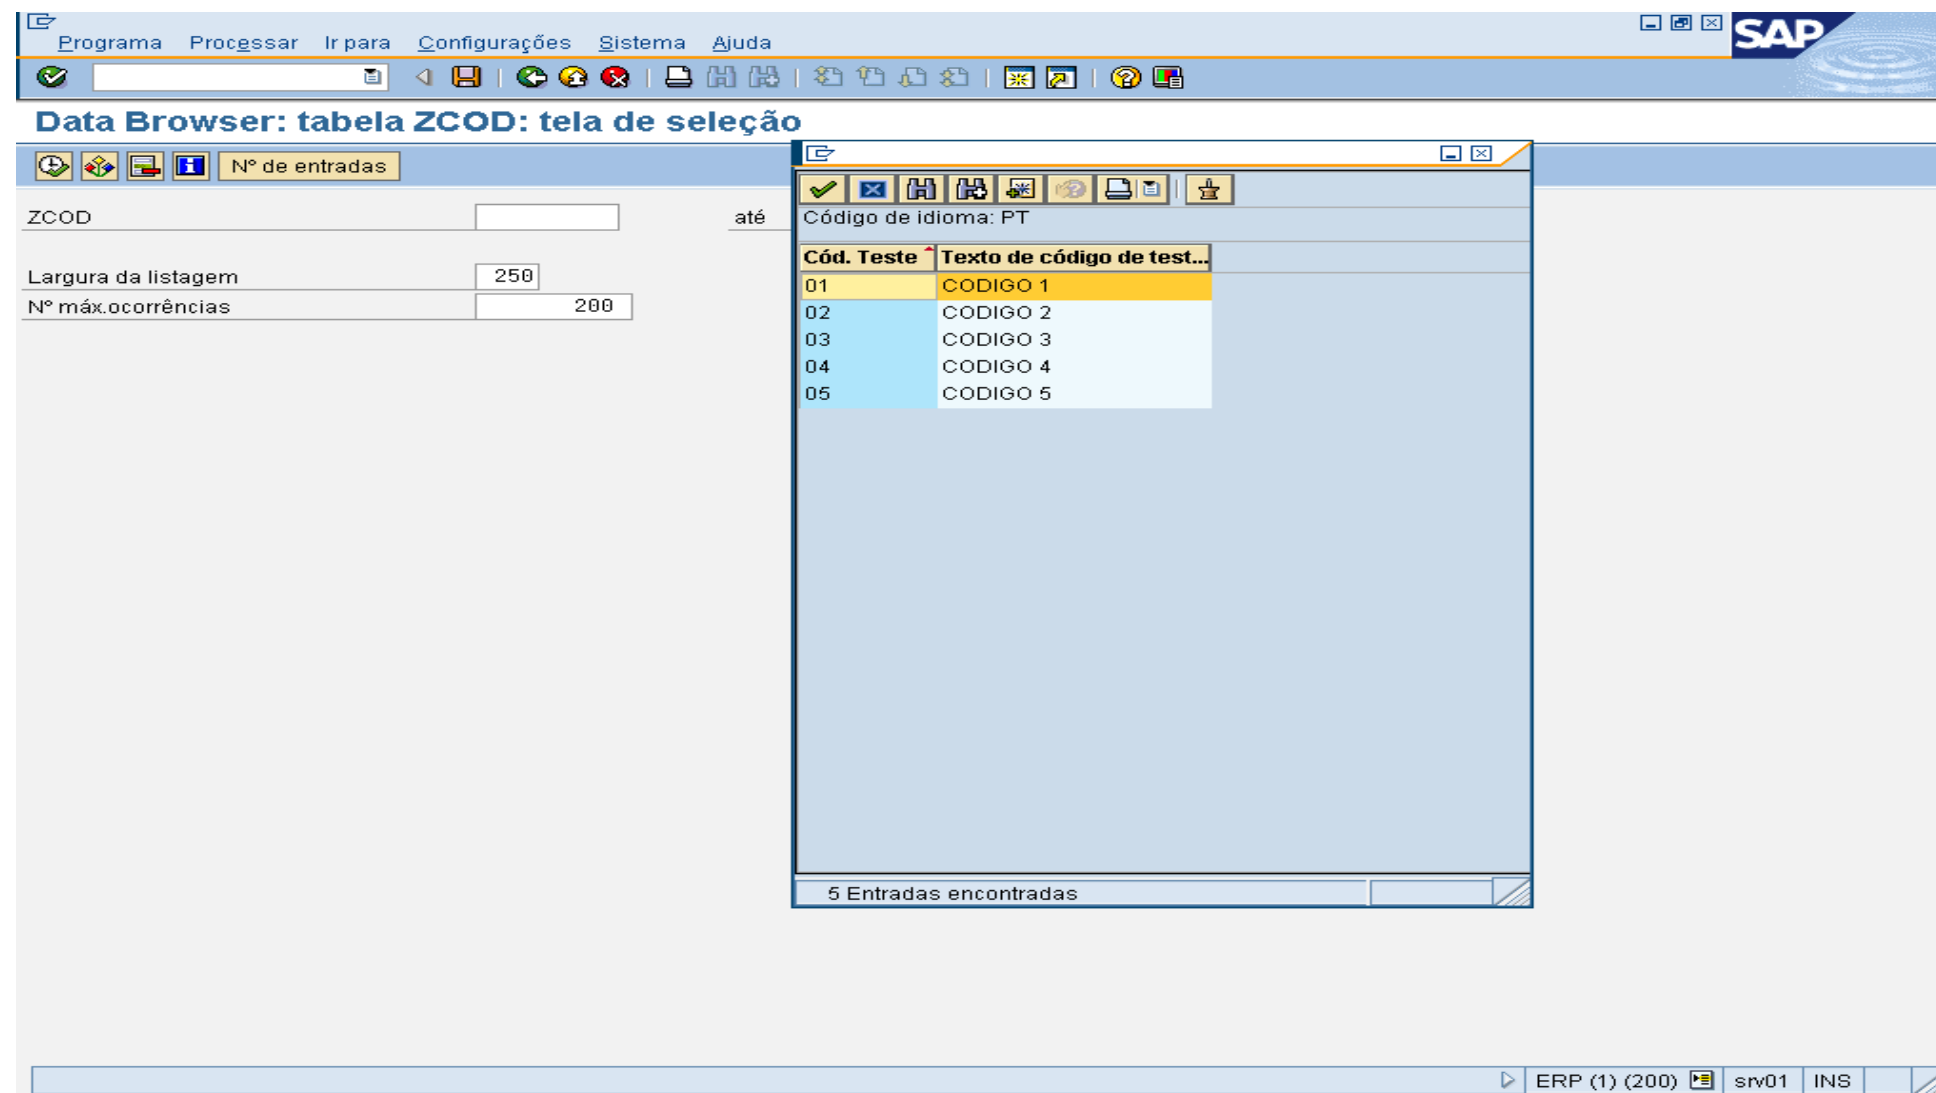 Programa Processar Ir para Configurações Sistema Ajuda
SAP
Data Browser: tabela ZCOD: tela de seleção
Nº de entradas
ZCOD até
Largura da listagem 250
Nº máx.ocorrências 200
Código de idioma: PT
Cód. Teste Texto de código de test...
01 CODIGO 1
02 CODIGO 2
03 CODIGO 3
04 CODIGO 4
05 CODIGO 5
5 Entradas encontradas
ERP (1) (200) srv01 INS